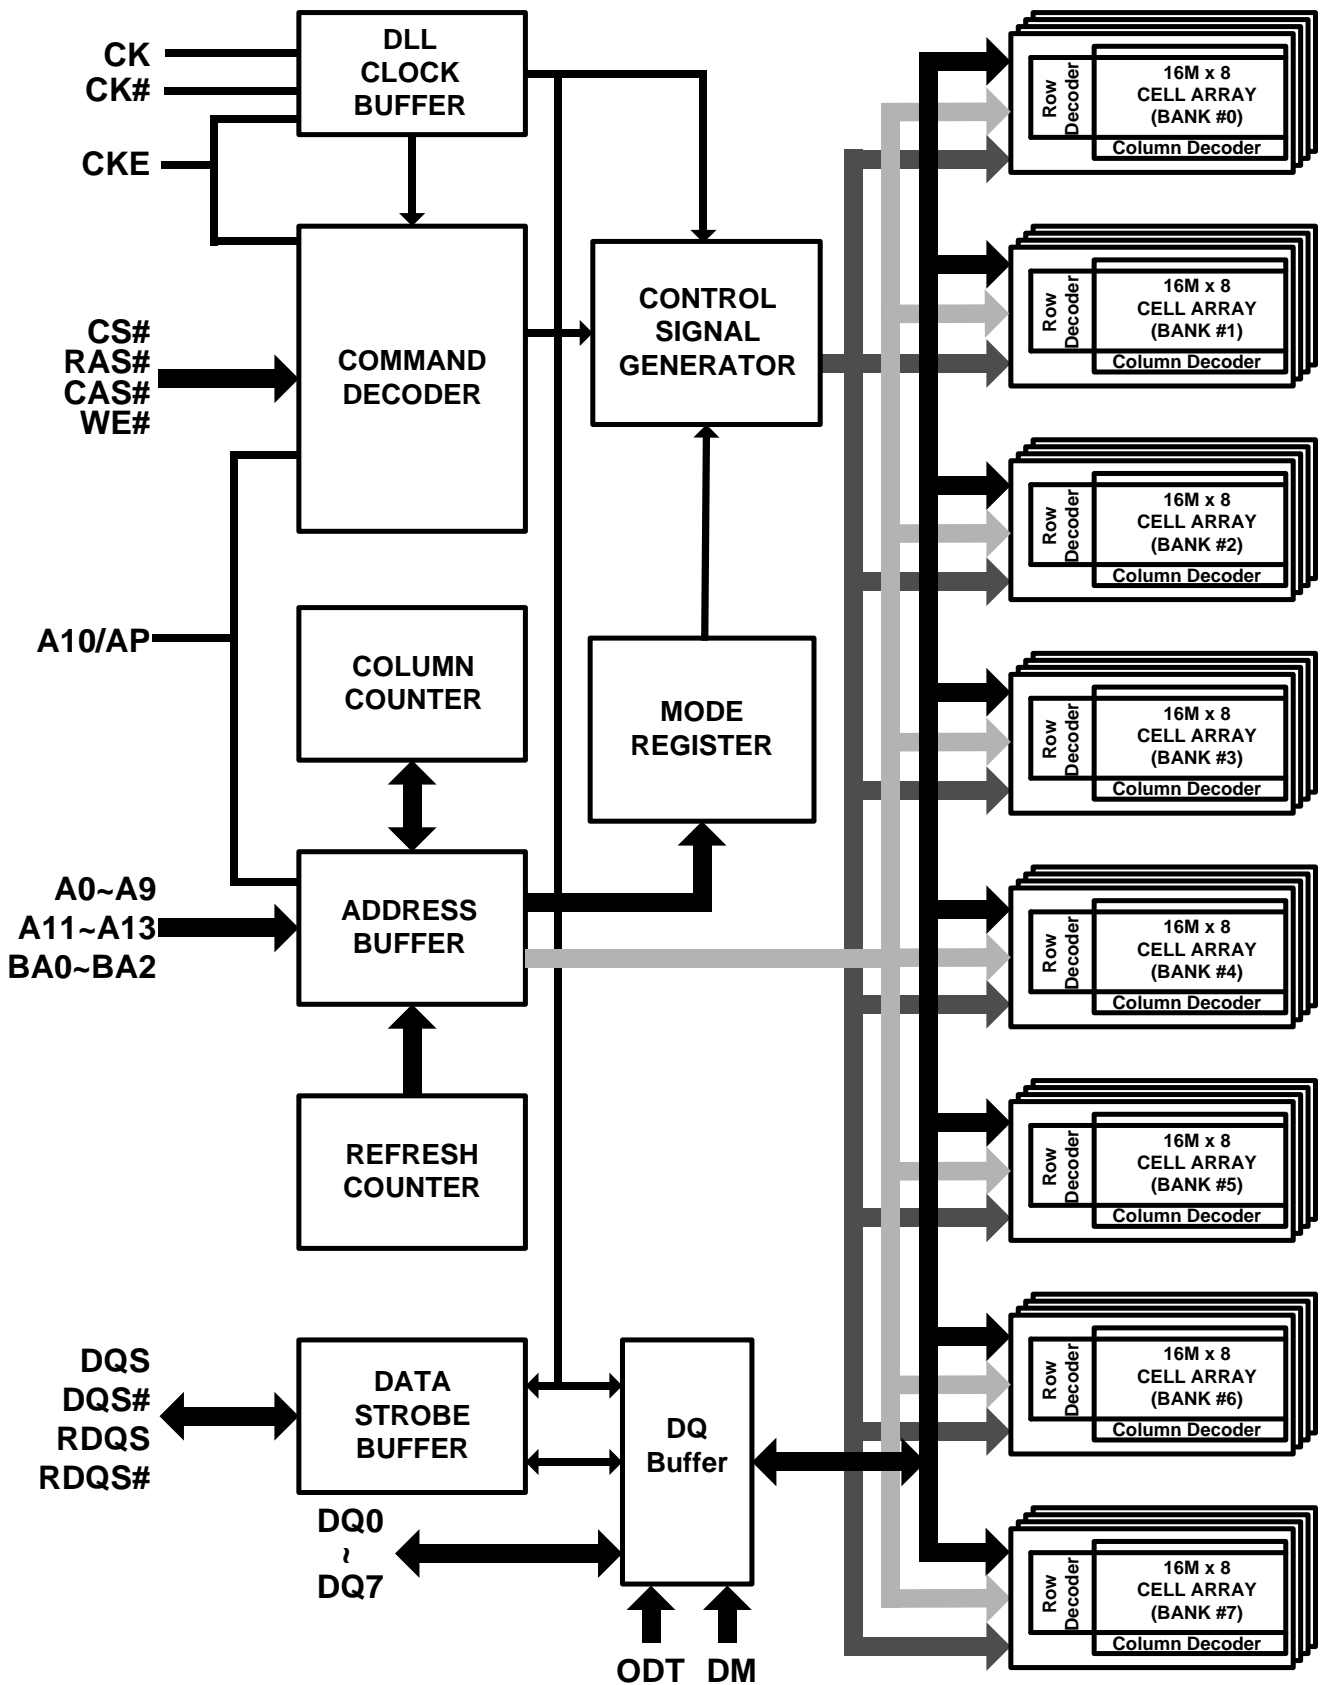 CK
CK#
CKE
CS#
RAS#
CAS#
WE#
A10/AP
A0~A9
A11~A13
BA0~BA2
DQS
DQS#
RDQS
RDQS#
DLL
CLOCK
BUFFER
COMMAND
DECODER
COLUMN
COUNTER
ADDRESS
BUFFER
REFRESH
COUNTER
DATA
STROBE
BUFFER
DQ0
~
DQ7
CONTROL
SIGNAL
GENERATOR
MODE
REGISTER
DQ
Buffer
ODT DM
Row
Decoder
16M x 8
CELL ARRAY
(BANK #0)
Column Decoder
Row
Decoder
16M x 8
CELL ARRAY
(BANK #1)
Column Decoder
Row
Decoder
16M x 8
CELL ARRAY
(BANK #2)
Column Decoder
Row
Decoder
16M x 8
CELL ARRAY
(BANK #3)
Column Decoder
Row
Decoder
16M x 8
CELL ARRAY
(BANK #4)
Column Decoder
Row
Decoder
16M x 8
CELL ARRAY
(BANK #5)
Column Decoder
Row
Decoder
16M x 8
CELL ARRAY
(BANK #6)
Column Decoder
Row
Decoder
16M x 8
CELL ARRAY
(BANK #7)
Column Decoder